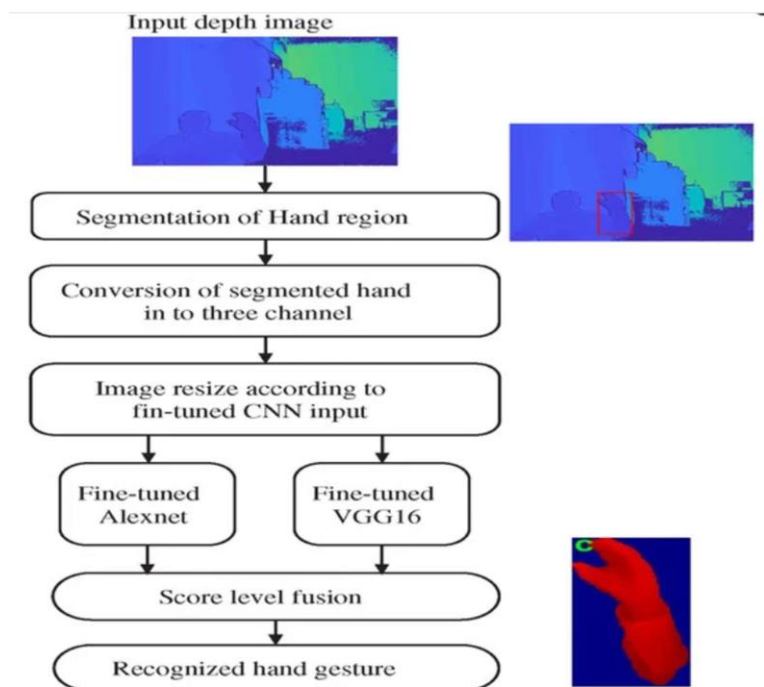 Input depth image
Segmentation of Hand region
Conversion of segmented hand
in to three channel
Image resize according to
fin-tuned CNN input
Fine-tuned
Alexnet
Fine-tuned
VGG16
Score level fusion
Recognized hand gesture
C